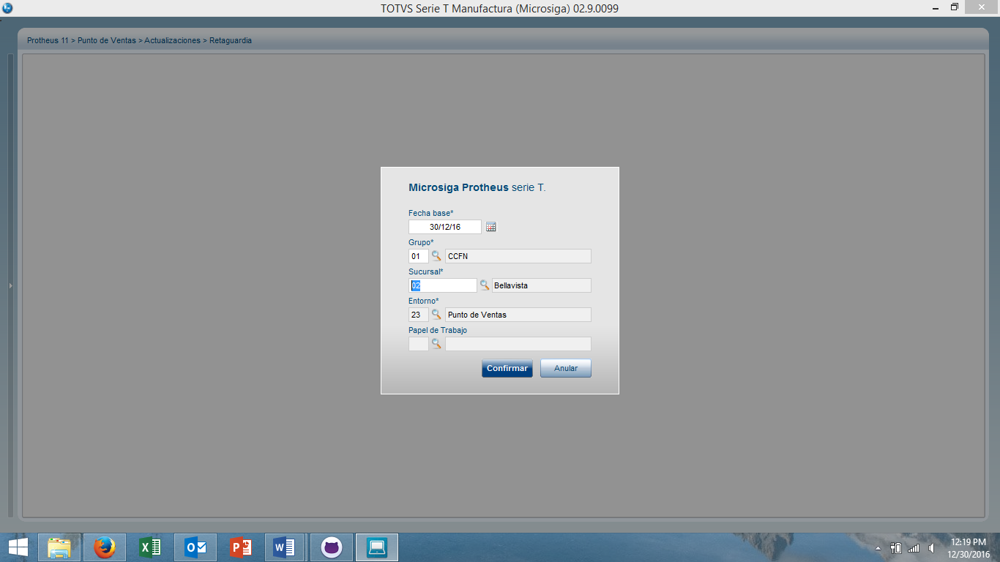 TOTVS Serie T Manufactura (Microsiga) 02.9.0099
Protheus 11 > Punto de Ventas > Actualizaciones > Retaguardia
Microsiga Protheus serie T.
Fecha base*
30/12/16
Grupo*
01 CCFN
Sucursal*
02 Bellavista
Entorno*
23 Punto de Ventas
Papel de Trabajo
Confirmar Anular
12:19 PM
12/30/2016